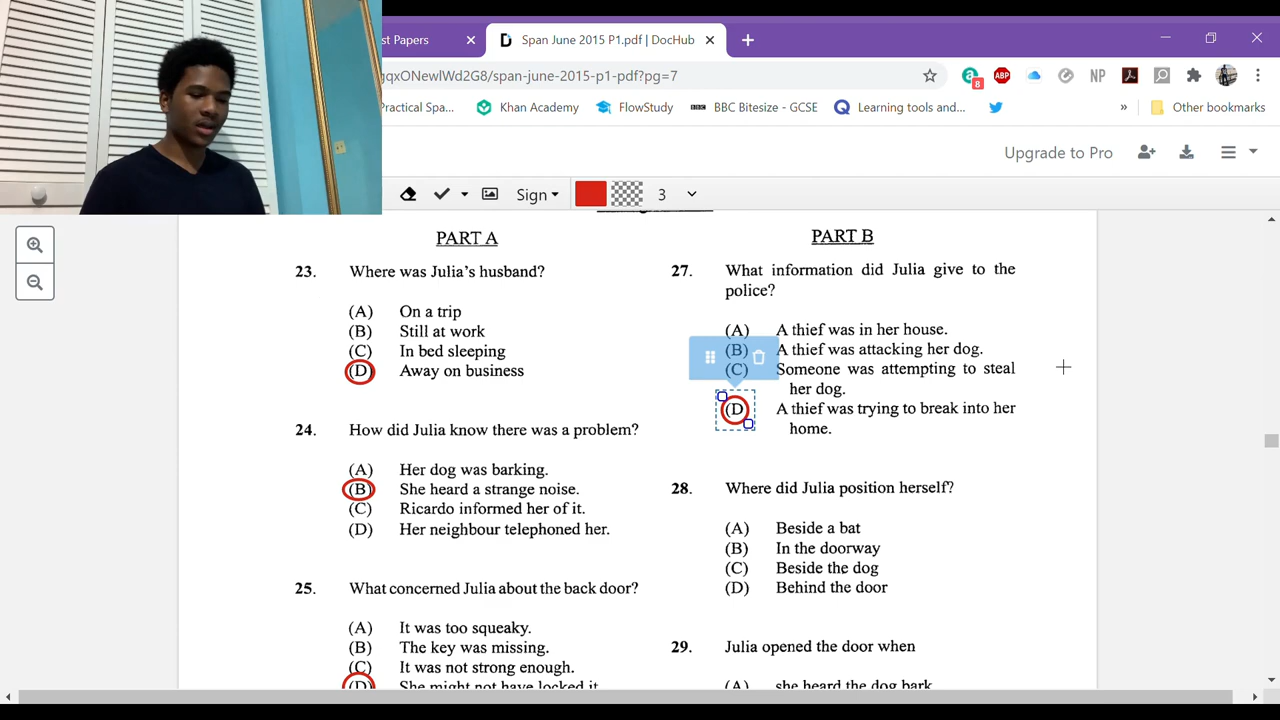 st Papers
Span June 2015 P1.pdf | DocHub
qxONewlWd2G8/span-june-2015-p1-pdf?pg=7
8
ABP
NP
Practical Spa...
Khan Academy
FlowStudy
BBC
BBC Bitesize - GCSE
Learning tools and...
»
Other bookmarks
Upgrade to Pro
Sign
3
PART A
23. Where was Julia's husband?
(A) On a trip
(B) Still at work
(C) In bed sleeping
(D) Away on business
24. How did Julia know there was a problem?
(A) Her dog was barking.
(B) She heard a strange noise.
(C) Ricardo informed her of it.
(D) Her neighbour telephoned her.
25. What concerned Julia about the back door?
(A) It was too squeaky.
(B) The key was missing.
(C) It was not strong enough.
(D) She might not have locked it
PART B
27. What information did Julia give to the
police?
(A) A thief was in her house.
(B) A thief was attacking her dog.
(C) Someone was attempting to steal
her dog.
(D A thief was trying to break into her
home.
28. Where did Julia position herself?
(A) Beside a bat
(B) In the doorway
(C) Beside the dog
(D) Behind the door
29. Julia opened the door when
(A) she heard the dog bark